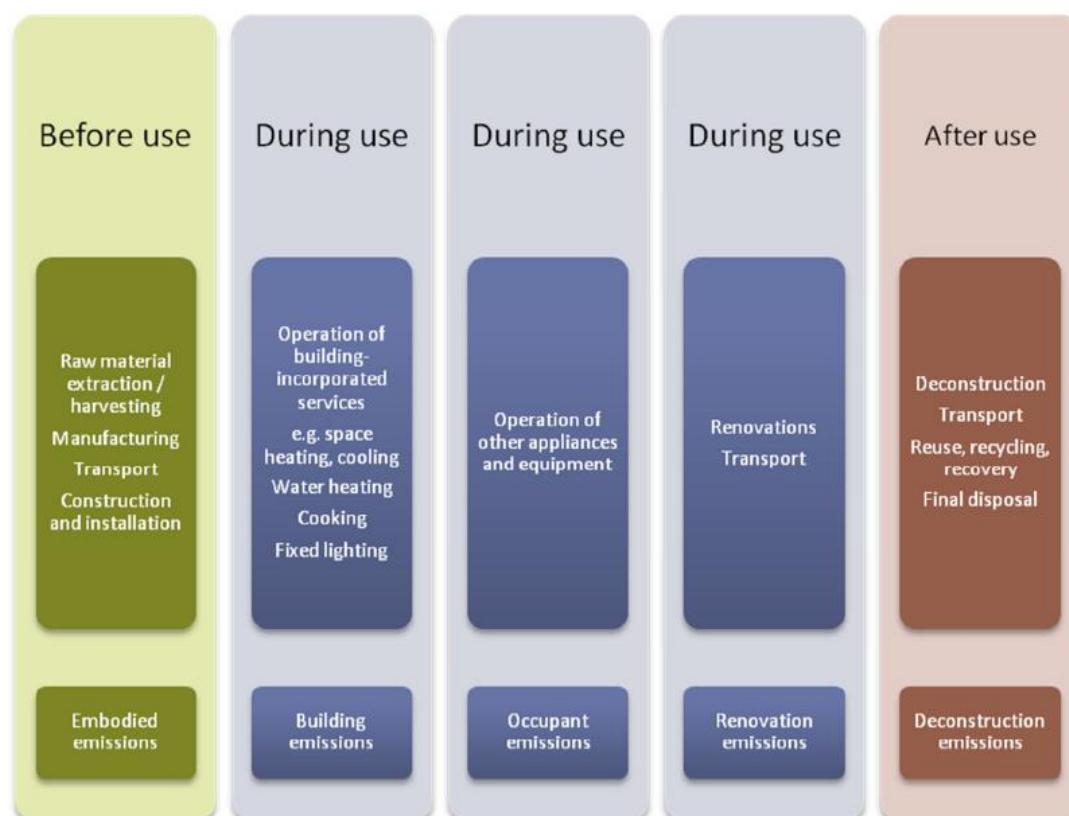 Before use
Raw material
extraction /
harvesting
Manufacturing
Transport
Construction
and installation
Embodied
emissions
During use
Operation of
building-
incorporated
services
e.g. space
heating, cooling
Water heating
Cooking
Fixed lighting
Building
emissions
During use
Operation of
other appliances
and equipment
Occupant
emissions
During use
Renovations
Transport
Renovation
emissions
After use
Deconstruction
Transport
Reuse, recycling,
recovery
Final disposal
Deconstruction
emissions